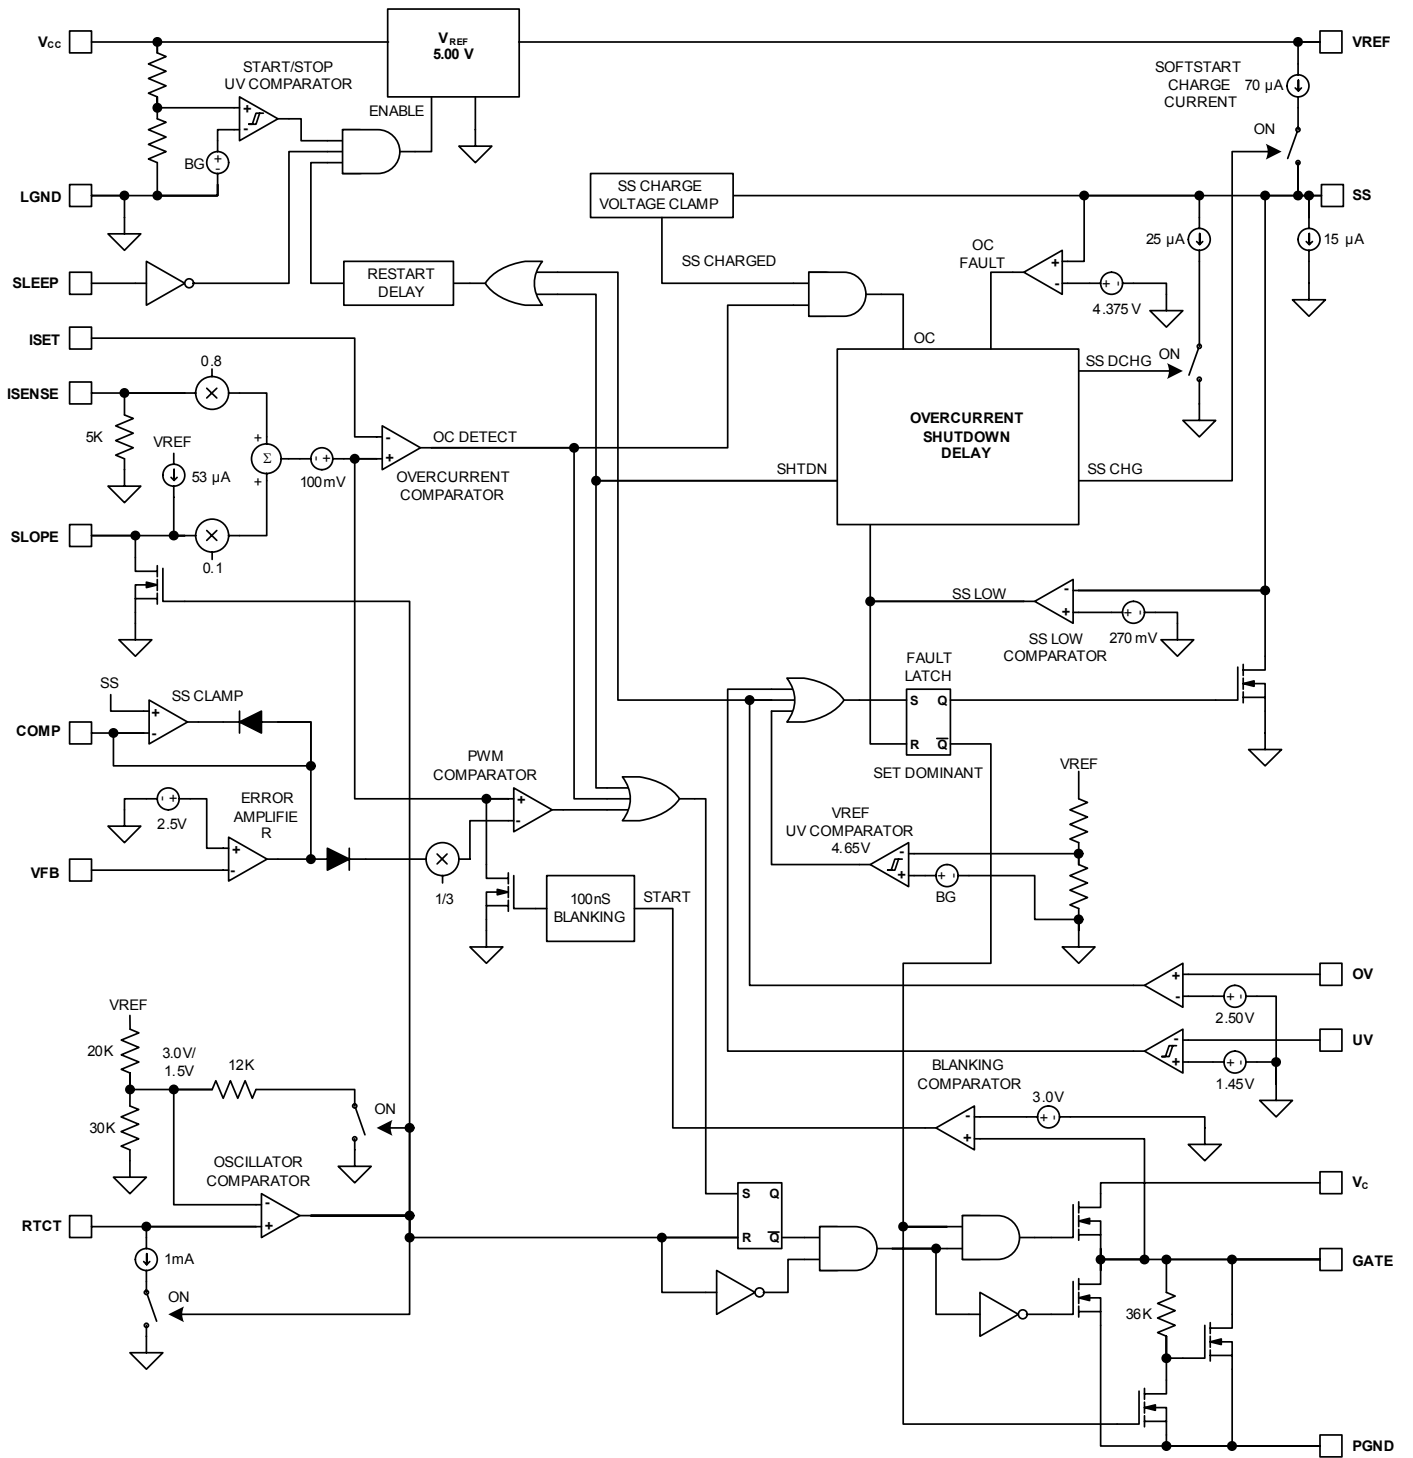 VCC
VREF
5.00 V
VREF
START/STOP
UV COMPARATOR
+
-
BG
+
-
ENABLE
SOFTSTART
CHARGE
CURRENT
70 µA
ON
LGND
SS CHARGE
VOLTAGE CLAMP
SS
25 µA
15 µA
SLEEP
RESTART
DELAY
SS CHARGED
OC
FAULT
+
-
+ -
4.375 V
ISET
OC
ISENSE
0.8
×
5K
VREF
53 µA
+
Σ
+
+ -
100mV
-
+
OC DETECT
OVERCURRENT
COMPARATOR
SHTDN
OVERCURRENT
SHUTDOWN
DELAY
SS DCHG
ON
SS CHG
SLOPE
×
0.1
SS LOW
-
+
+ -
270 mV
SS LOW
COMPARATOR
FAULT
LATCH
S Q
R Q
SET DOMINANT
SS
SS CLAMP
+
-
COMP
+ -
2.5V
ERROR
AMPLIFIE
R
+
-
VFB
PWM
COMPARATOR
+
-
×
1/3
100nS
BLANKING
START
VREF
UV COMPARATOR
4.65V
-
+
+ -
BG
VREF
OV
+
-
+ -
2.50V
UV
-
+
+ -
1.45V
VREF
20K
3.0V/
1.5V
12K
30K
ON
BLANKING
COMPARATOR
-
+
3.0V
+ -
OSCILLATOR
COMPARATOR
-
+
RTCT
1mA
ON
S Q
R Q
VC
GATE
36K
PGND